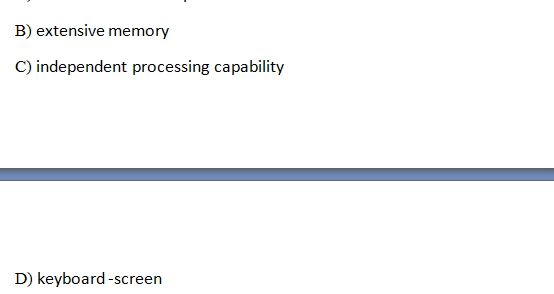 B) extensive memory
C) independent processing capability
D) keyboard-screen